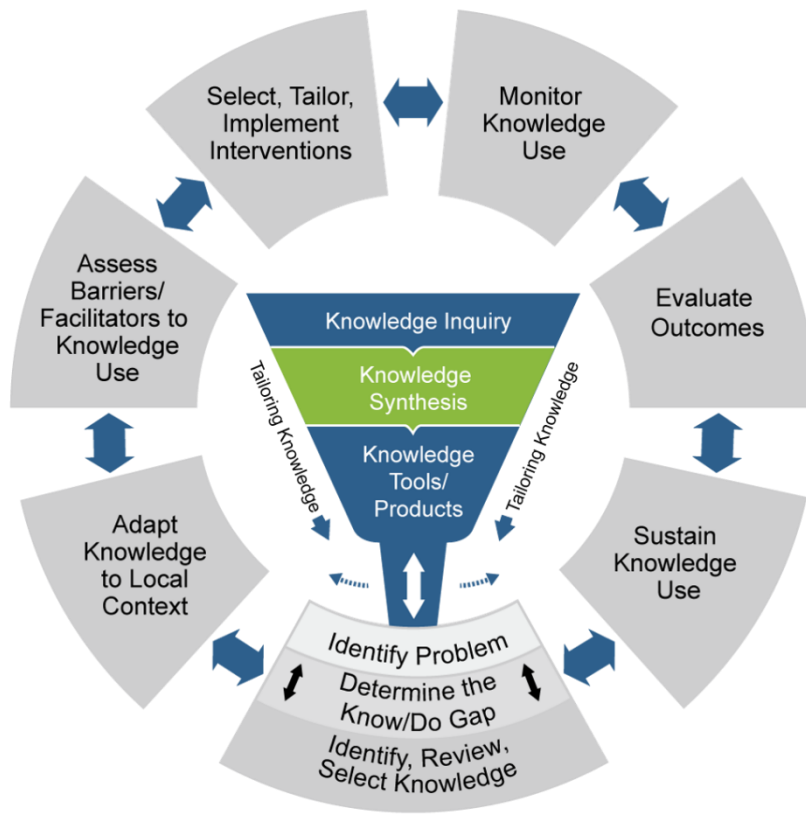 Select, Tailor,
Implement
Interventions
Monitor
Knowledge
Use
Assess
Barriers/
Facilitators to
Knowledge
Use
Evaluate
Outcomes
Knowledge Inquiry
Knowledge
Synthesis
Knowledge
Tools/
Products
Tailoring Knowledge
Tailoring Knowledge
Adapt
Knowledge
to Local
Context
Sustain
Knowledge
Use
Identify Problem
Determine the
Know/Do Gap
Identify, Review,
Select Knowledge